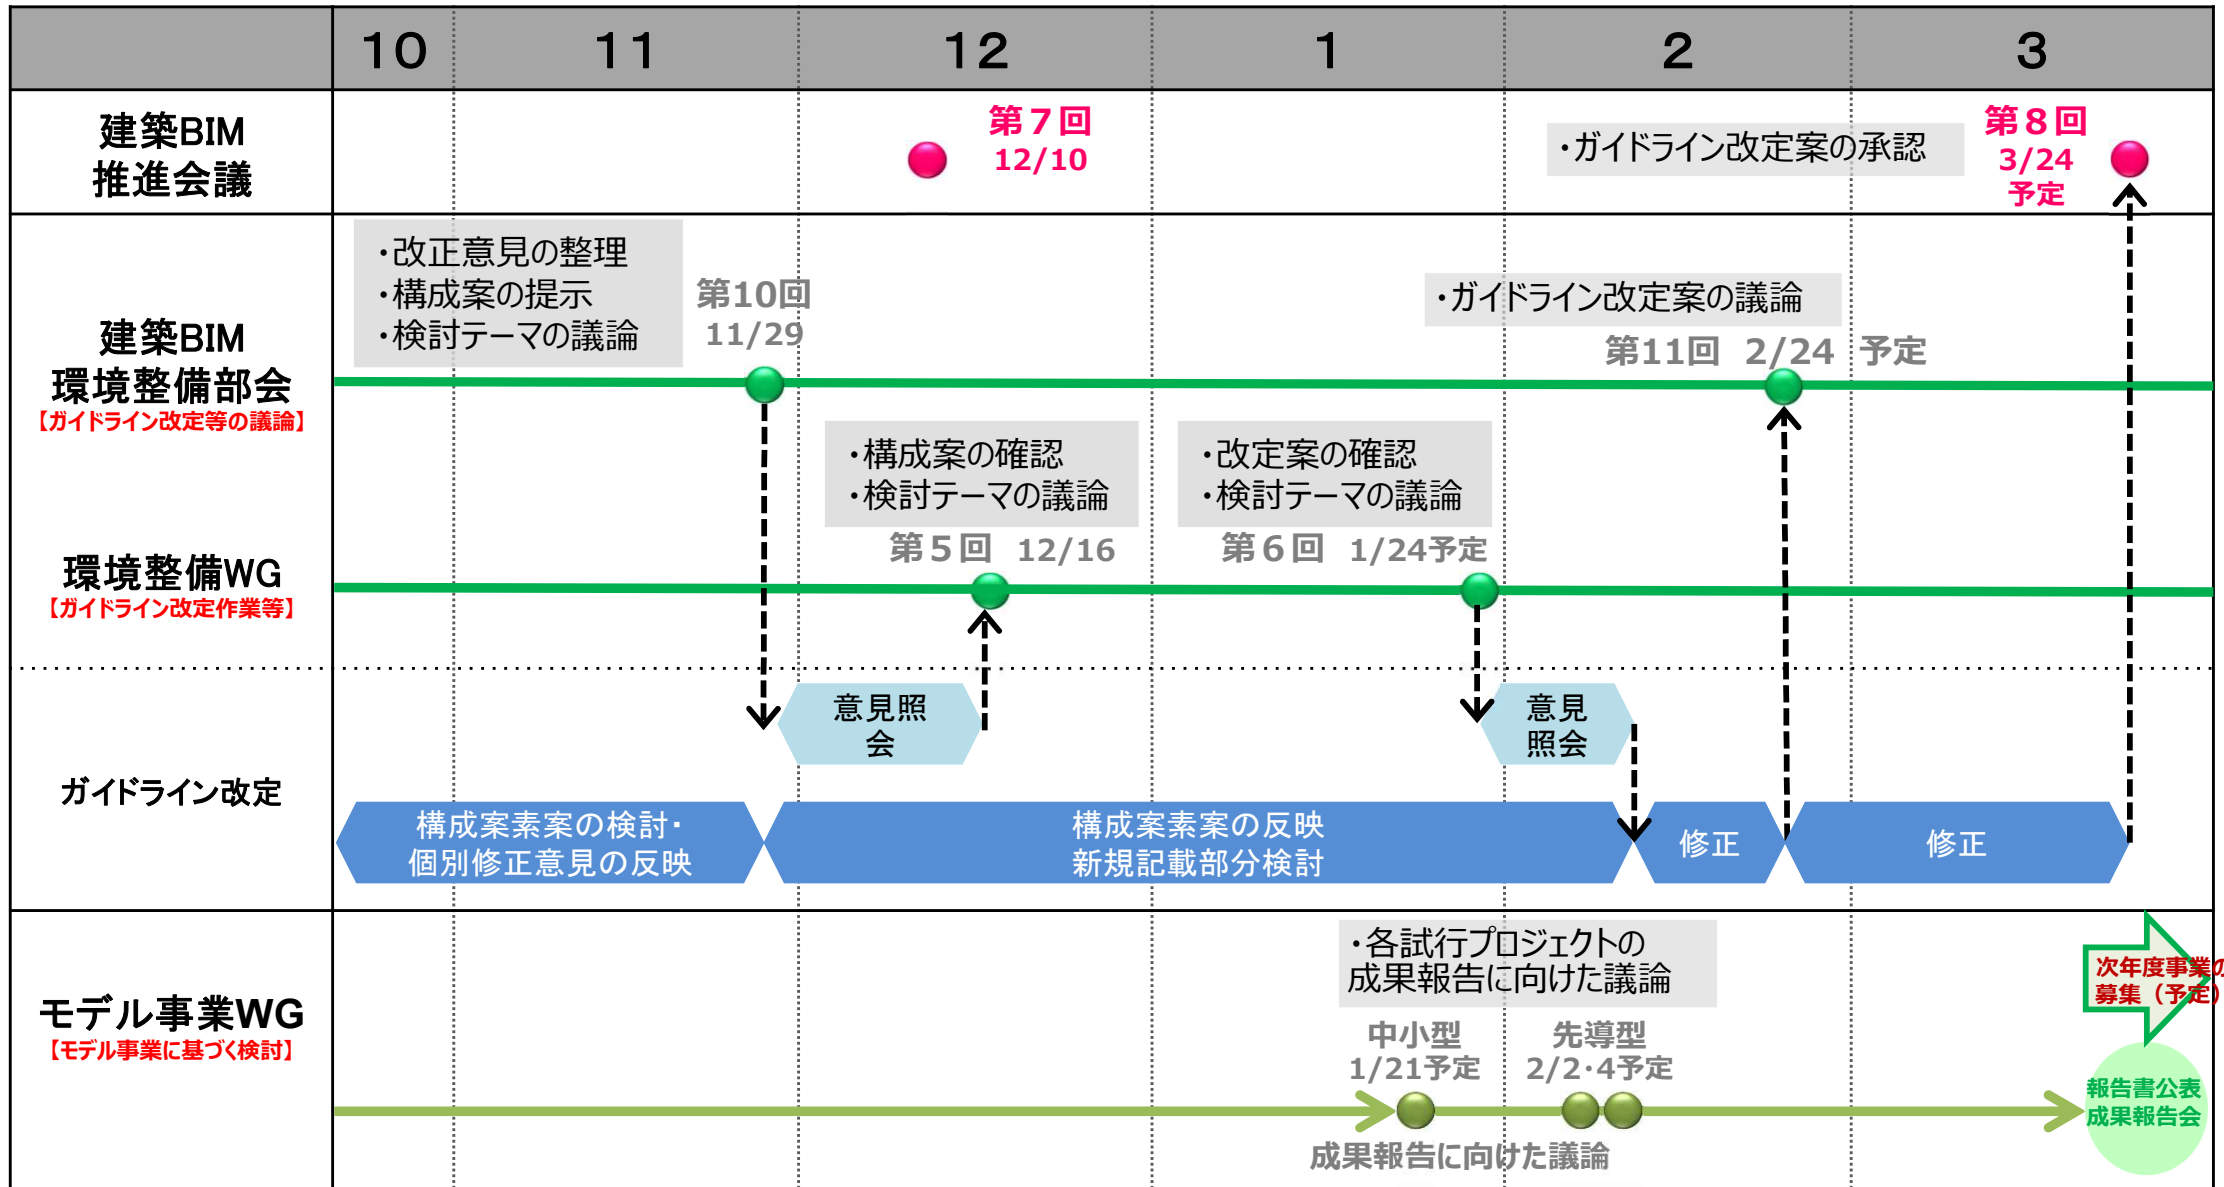 10 11 12 1 2 3
建築BIM
推進会議
第7回
12/10
・ガイドライン改定案の承認
第8回
3/24
予定
建築BIM
環境整備部会
【ガイドライン改定等の議論】
・改正意見の整理
・構成案の提示
・検討テーマの議論
第10回
11/29
・ガイドライン改定案の議論
第11回 2/24 予定
環境整備WG
【ガイドライン改定作業等】
・構成案の確認
・検討テーマの議論
第5回 12/16
・改定案の確認
・検討テーマの議論
第6回 1/24予定
ガイドライン改定
意見照
会
意見
照会
構成案素案の検討・
個別修正意見の反映
構成案素案の反映
新規記載部分検討
修正
修正
モデル事業WG
【モデル事業に基づく検討】
・各試行プロジェクトの
成果報告に向けた議論
中小型
1/21予定
先導型
2/2・4予定
成果報告に向けた議論
次年度事業の
募集（予定）
報告書公表
成果報告会